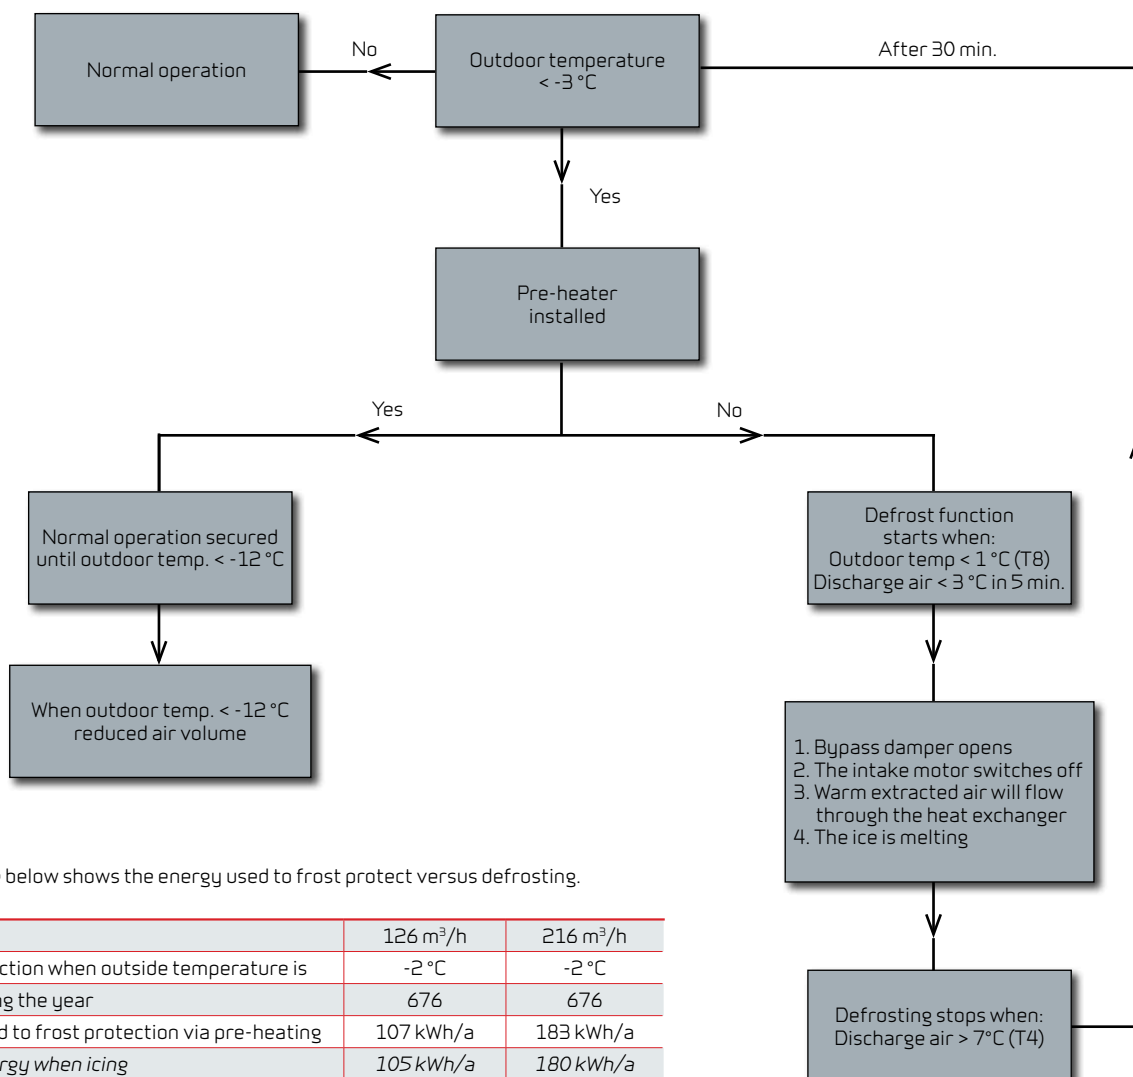 Normal operation
No
Outdoor temperature
< -3 °C
After 30 min.
Yes
Pre-heater
installed
Yes
No
Normal operation secured
until outdoor temp. < -12 °C
Defrost function
starts when:
Outdoor temp < 1 °C (T8)
Discharge air < 3 °C in 5 min.
When outdoor temp. < -12 °C
reduced air volume
1. Bypass damper opens
2. The intake motor switches off
3. Warm extracted air will flow
through the heat exchanger
4. The ice is melting
below shows the energy used to frost protect versus defrosting.
126 m³/h 216 m³/h
ction when outside temperature is -2 °C -2 °C
g the year 676 676
d to frost protection via pre-heating 107 kWh/a 183 kWh/a
rgy when icing 105 kWh/a 180 kWh/a
Defrosting stops when:
Discharge air > 7°C (T4)